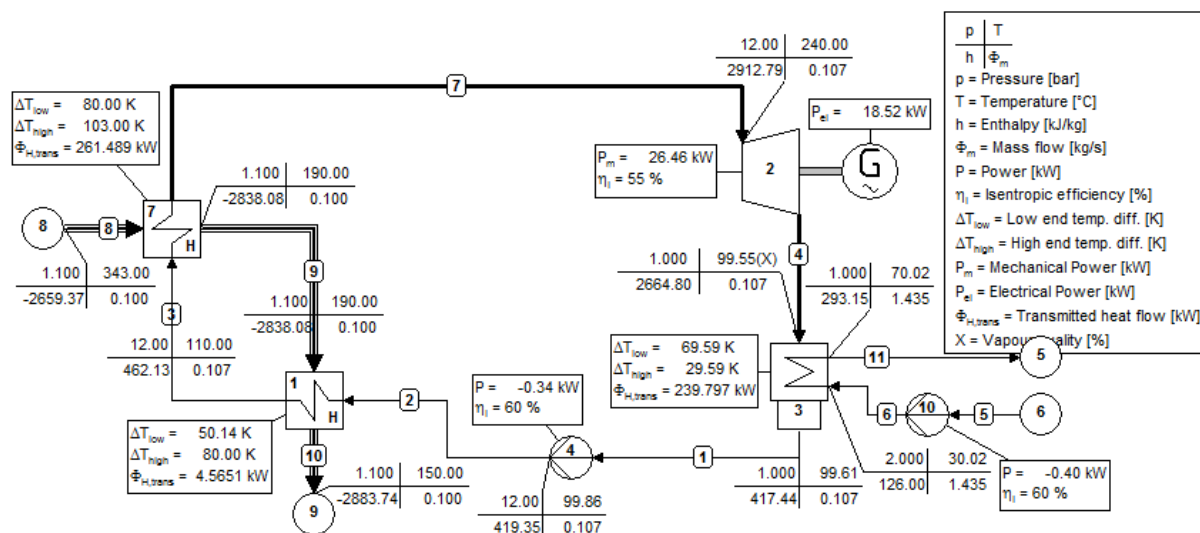 12.00 240.00
2912.79 0.107
p T
h Φm
p = Pressure [bar]
T = Temperature [°C]
h = Enthalpy [kJ/kg]
Φm = Mass flow [kg/s]
P = Power [kW]
ηi = Isentropic efficiency [%]
ΔTlow = Low end temp. diff. [K]
ΔThigh = High end temp. diff. [K]
Pm = Mechanical Power [kW]
Pel = Electrical Power [kW]
ΦH,trans = Transmitted heat flow [kW]
X = Vapour quality [%]
7
ΔTlow = 80.00 K
ΔThigh = 103.00 K
ΦH,trans = 261.489 kW
Pel = 18.52 kW
Pm = 26.46 kW
ηi = 55 %
2
G
~
1.100 190.00
-2838.08 0.100
7
H
8
8
1.100 343.00
-2659.37 0.100
9
4
1.000 99.55(X)
2664.80 0.107
1.000 70.02
293.15 1.435
3
1.100 190.00
-2838.08 0.100
12.00 110.00
462.13 0.107
ΔTlow = 69.59 K
ΔThigh = 29.59 K
ΦH,trans = 239.797 kW
11
5
3
1
H
2
P = -0.34 kW
ηi = 60 %
6
10
5
6
ΔTlow = 50.14 K
ΔThigh = 80.00 K
ΦH,trans = 4.5651 kW
10
4
1
9
1.100 150.00
-2883.74 0.100
12.00 99.86
419.35 0.107
1.000 99.61
417.44 0.107
2.000 30.02
126.00 1.435
P = -0.40 kW
ηi = 60 %